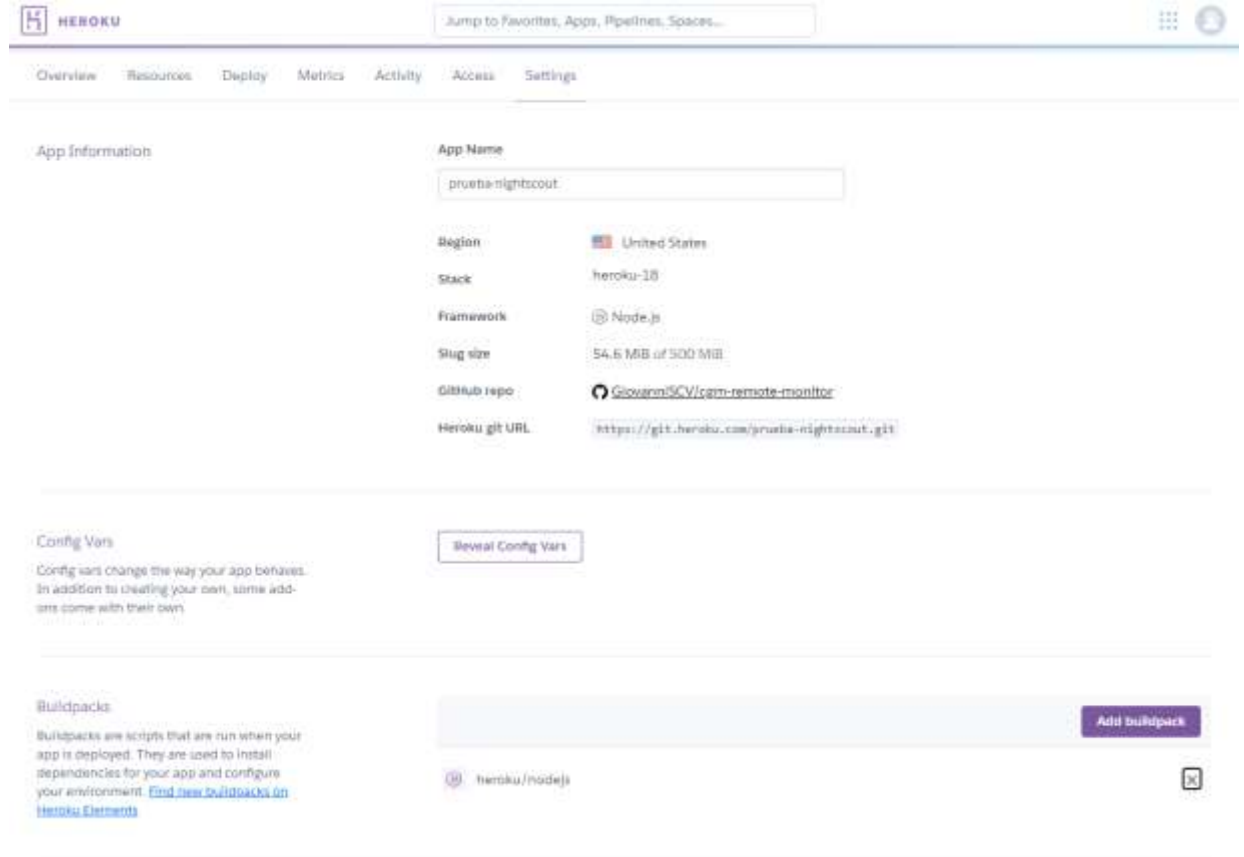 HEROKU
Jump to Favorites, Apps, Pipelines, Spaces...
Overview Resources Deploy Metrics Activity Access Settings
App Information
App Name
prueba-nightscout
Region United States
Stack heroku-18
Framework Node.js
Slug size 54.6 MiB of 500 MiB
GitHub repo GiovanniSCV/cgm-remote-monitor
Heroku git URL https://git.heroku.com/prueba-nightscout.git
Config Vars
Reveal Config Vars
Config vars change the way your app behaves.
In addition to creating your own, some add-
ons come with their own.
Buildpacks
Add buildpack
Buildpacks are scripts that are run when your
app is deployed. They are used to install
dependencies for your app and configure
your environment. Find new buildpacks on
Heroku Elements
heroku/nodejs